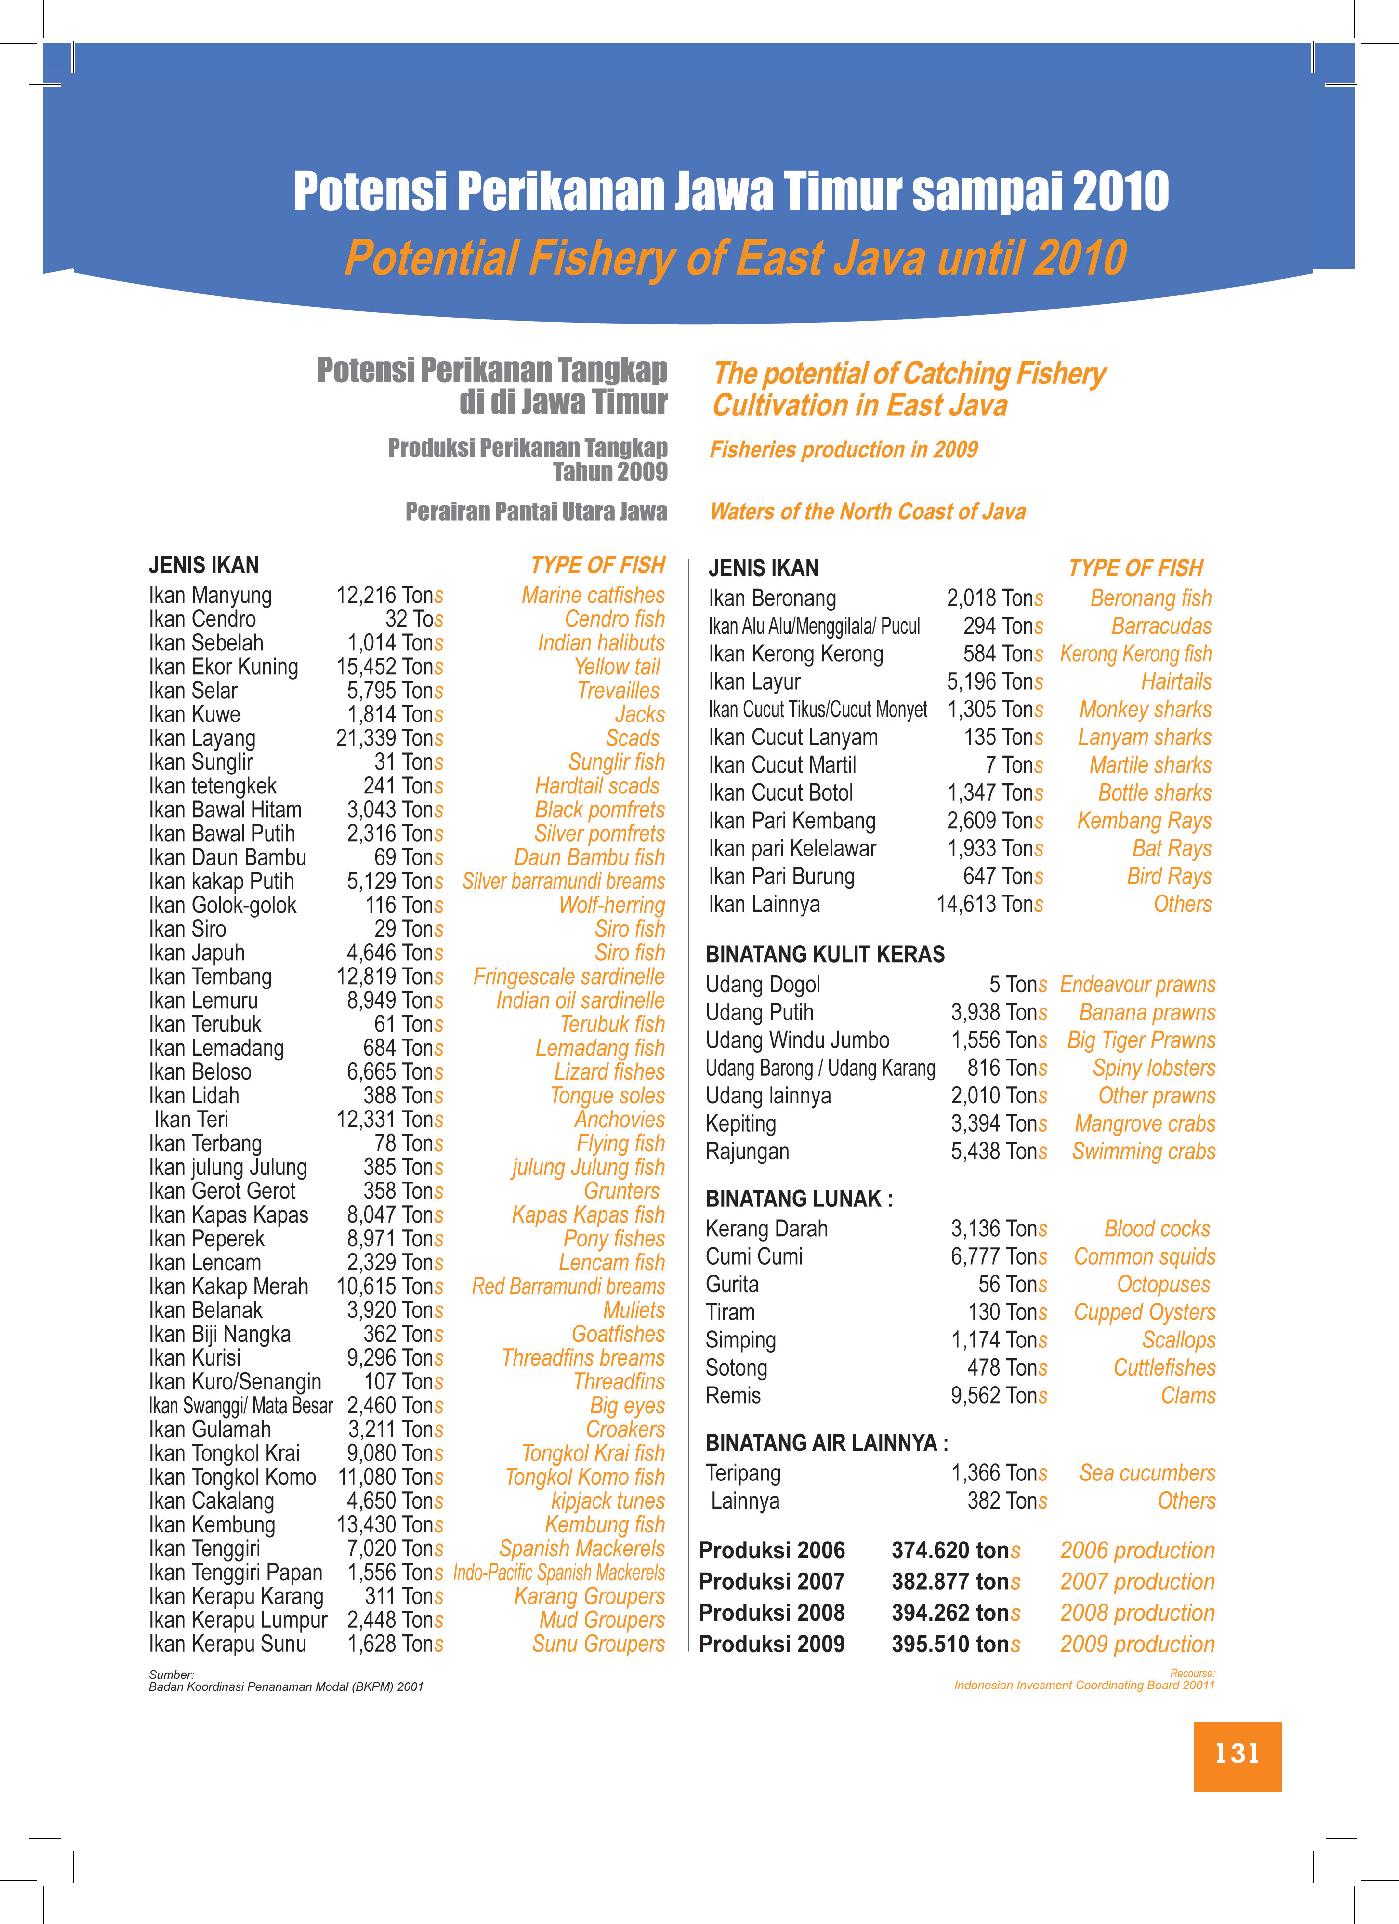 Potensi Perikanan Jawa Timur sampai 2010
Potential Fishery of East Java until 2010
Potensi Perikanan Tangkap
di di Jawa Timur
Produksi Perikanan Tangkap
Tahun 2009
Perairan Pantai Utara Jawa
The potential of Catching Fishery
Cultivation in East Java
Fisheries production in 2009
Waters of the North Coast of Java
JENIS IKAN TYPE OF FISH
Ikan Manyung 12,216 Tons Marine catfishes
Ikan Cendro 32 Tos Cendro fish
Ikan Sebelah 1,014 Tons Indian halibuts
Ikan Ekor Kuning 15,452 Tons Yellow tail
Ikan Selar 5,795 Tons Trevailles
Ikan Kuwe 1,814 Tons Jacks
Ikan Layang 21,339 Tons Scads
Ikan Sunglir 31 Tons Sunglir fish
Ikan tetengkek 241 Tons Hardtail scads
Ikan Bawal Hitam 3,043 Tons Black pomfrets
Ikan Bawal Putih 2,316 Tons Silver pomfrets
Ikan Daun Bambu 69 Tons Daun Bambu fish
Ikan kakap Putih 5,129 Tons Silver barramundi breams
Ikan Golok-golok 116 Tons Wolf-herring
Ikan Siro 29 Tons Siro fish
Ikan Japuh 4,646 Tons Siro fish
Ikan Tembang 12,819 Tons Fringescale sardinelle
Ikan Lemuru 8,949 Tons Indian oil sardinelle
Ikan Terubuk 61 Tons Terubuk fish
Ikan Lemadang 684 Tons Lemadang fish
Ikan Beloso 6,665 Tons Lizard fishes
Ikan Lidah 388 Tons Tongue soles
Ikan Teri 12,331 Tons Anchovies
Ikan Terbang 78 Tons Flying fish
Ikan julung Julung 385 Tons julung Julung fish
Ikan Gerot Gerot 358 Tons Grunters
Ikan Kapas Kapas 8,047 Tons Kapas Kapas fish
Ikan Peperek 8,971 Tons Pony fishes
Ikan Lencam 2,329 Tons Lencam fish
Ikan Kakap Merah 10,615 Tons Red Barramundi breams
Ikan Belanak 3,920 Tons Muliets
Ikan Biji Nangka 362 Tons Goatfishes
Ikan Kurisi 9,296 Tons Threadfins breams
Ikan Kuro/Senangin 107 Tons Threadfins
Ikan Swanggi/ Mata Besar 2,460 Tons Big eyes
Ikan Gulamah 3,211 Tons Croakers
Ikan Tongkol Krai 9,080 Tons Tongkol Krai fish
Ikan Tongkol Komo 11,080 Tons Tongkol Komo fish
Ikan Cakalang 4,650 Tons kipjack tunes
Ikan Kembung 13,430 Tons Kembung fish
Ikan Tenggiri 7,020 Tons Spanish Mackerels
Ikan Tenggiri Papan 1,556 Tons Indo-Pacific Spanish Mackerels
Ikan Kerapu Karang 311 Tons Karang Groupers
Ikan Kerapu Lumpur 2,448 Tons Mud Groupers
Ikan Kerapu Sunu 1,628 Tons Sunu Groupers
JENIS IKAN TYPE OF FISH
Ikan Beronang 2,018 Tons Beronang fish
Ikan Alu Alu/Menggilala/ Pucul 294 Tons Barracudas
Ikan Kerong Kerong 584 Tons Kerong Kerong fish
Ikan Layur 5,196 Tons Hairtails
Ikan Cucut Tikus/Cucut Monyet 1,305 Tons Monkey sharks
Ikan Cucut Lanyam 135 Tons Lanyam sharks
Ikan Cucut Martil 7 Tons Martile sharks
Ikan Cucut Botol 1,347 Tons Bottle sharks
Ikan Pari Kembang 2,609 Tons Kembang Rays
Ikan pari Kelelawar 1,933 Tons Bat Rays
Ikan Pari Burung 647 Tons Bird Rays
Ikan Lainnya 14,613 Tons Others
BINATANG KULIT KERAS
Udang Dogol 5 Tons Endeavour prawns
Udang Putih 3,938 Tons Banana prawns
Udang Windu Jumbo 1,556 Tons Big Tiger Prawns
Udang Barong / Udang Karang 816 Tons Spiny lobsters
Udang lainnya 2,010 Tons Other prawns
Kepiting 3,394 Tons Mangrove crabs
Rajungan 5,438 Tons Swimming crabs
BINATANG LUNAK :
Kerang Darah 3,136 Tons Blood cocks
Cumi Cumi 6,777 Tons Common squids
Gurita 56 Tons Octopuses
Tiram 130 Tons Cupped Oysters
Simping 1,174 Tons Scallops
Sotong 478 Tons Cuttlefishes
Remis 9,562 Tons Clams
BINATANG AIR LAINNYA :
Teripang 1,366 Tons Sea cucumbers
Lainnya 382 Tons Others
Produksi 2006 374.620 tons 2006 production
Produksi 2007 382.877 tons 2007 production
Produksi 2008 394.262 tons 2008 production
Produksi 2009 395.510 tons 2009 production
Sumber:
Badan Koordinasi Penanaman Modal (BKPM) 2001
Recourse:
Indonesian Invesment Coordinating Board 20011
131